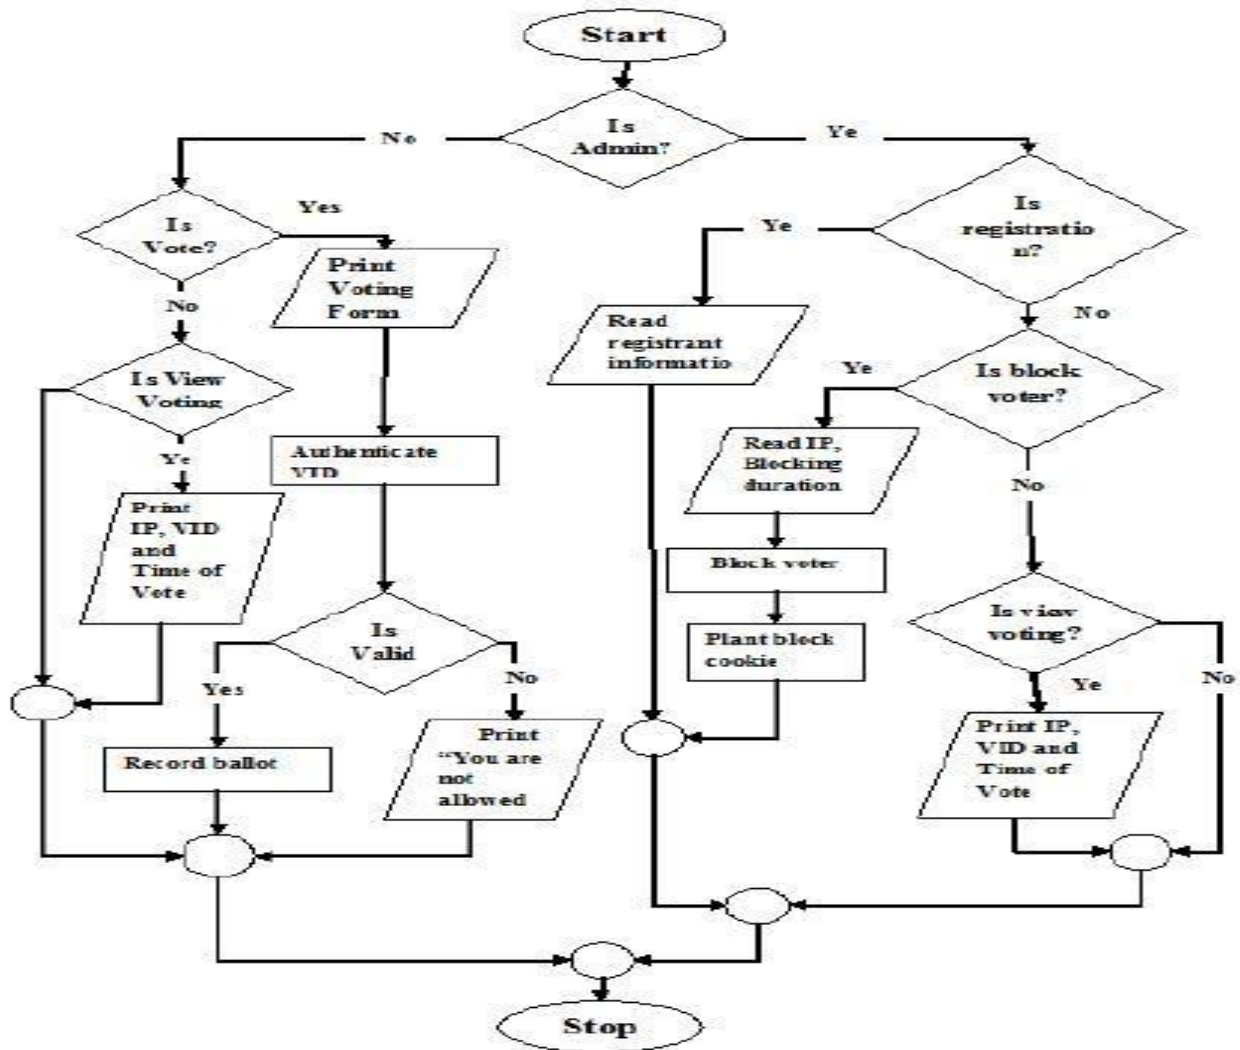 Start
Is
Admin?
No
Ye
Is
Vote?
Yes
Print
Voting
Form
No
Is View
Voting
Ye
Print
IP, VID
and
Time of
Vote
Authenticate
VID
Is
Valid
Yes
No
Record ballot
Print
“You are
not
allowed
Is
registratio
n?
Ye
Read
registrant
informatio
No
Is block
voter?
Ye
Read IP,
Blocking
duration
Block voter
Plant block
cookie
No
Is view
voting?
Ye
No
Print IP,
VID and
Time of
Vote
Stop